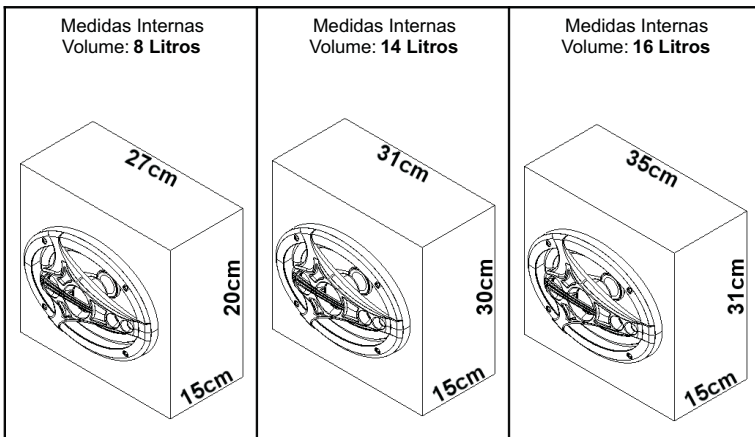 Medidas Internas
Volume: 8 Litros
27cm
20cm
15cm
Medidas Internas
Volume: 14 Litros
31cm
30cm
15cm
Medidas Internas
Volume: 16 Litros
35cm
31cm
15cm